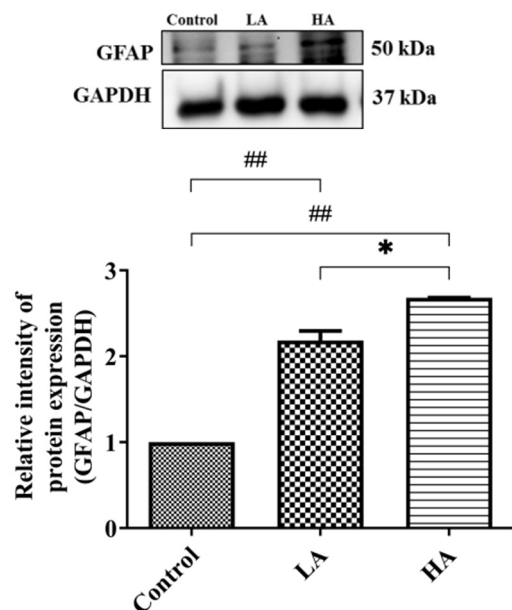 Control LA HA
GFAP 50 kDa
GAPDH 37 kDa
##
##
*
Relative intensity of
protein expression
(GFAP/GAPDH)
3
2
1
0
Control LA HA